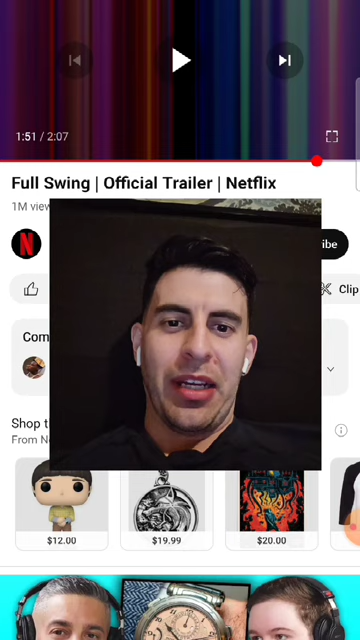 1:51 / 2:07
Full Swing | Official Trailer | Netflix
1M view
N
ibe
Clip
Com
Shop t
From Ne
$12.00
$19.99
$20.00